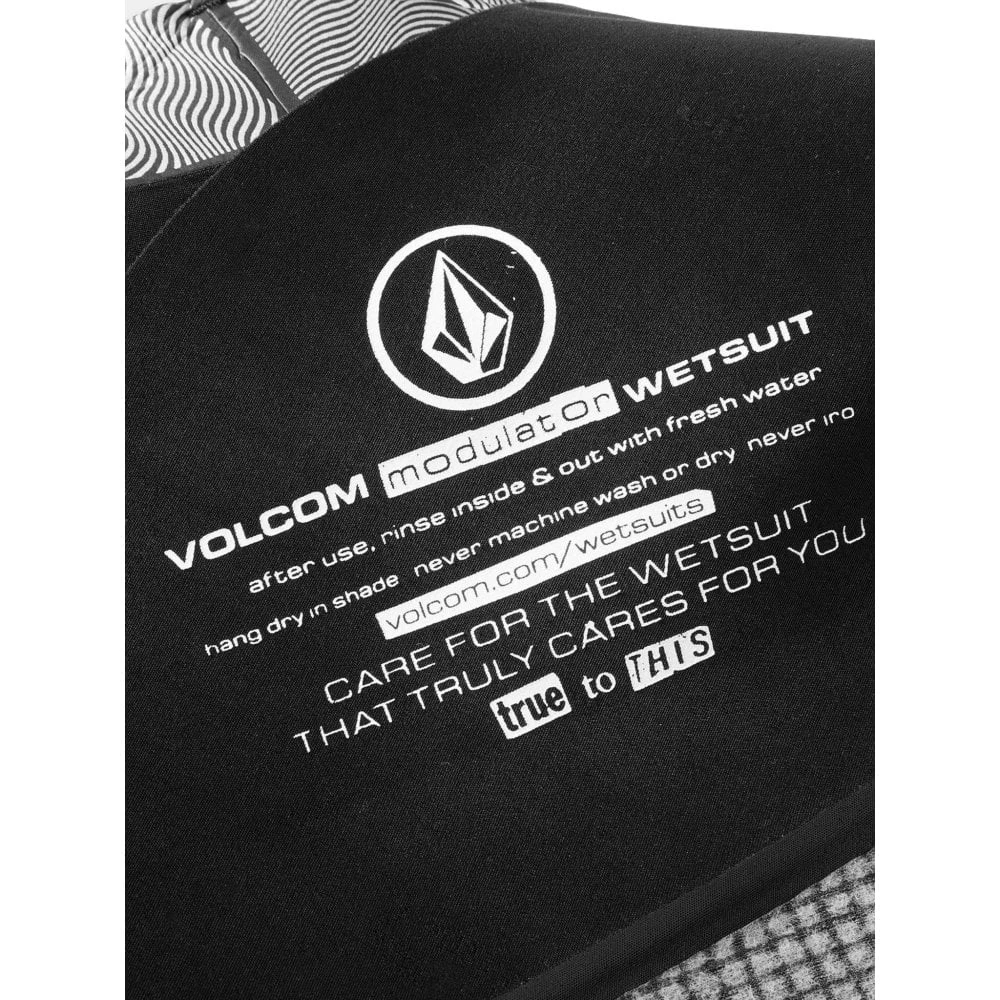 VOLCOM modulator WETSUIT
after use, rinse inside & out with fresh water
hang dry in shade never machine wash or dry never iro
volcom.com/wetsuits
CARE FOR THE WETSUIT
THAT TRULY CARES FOR YOU
true to THIS